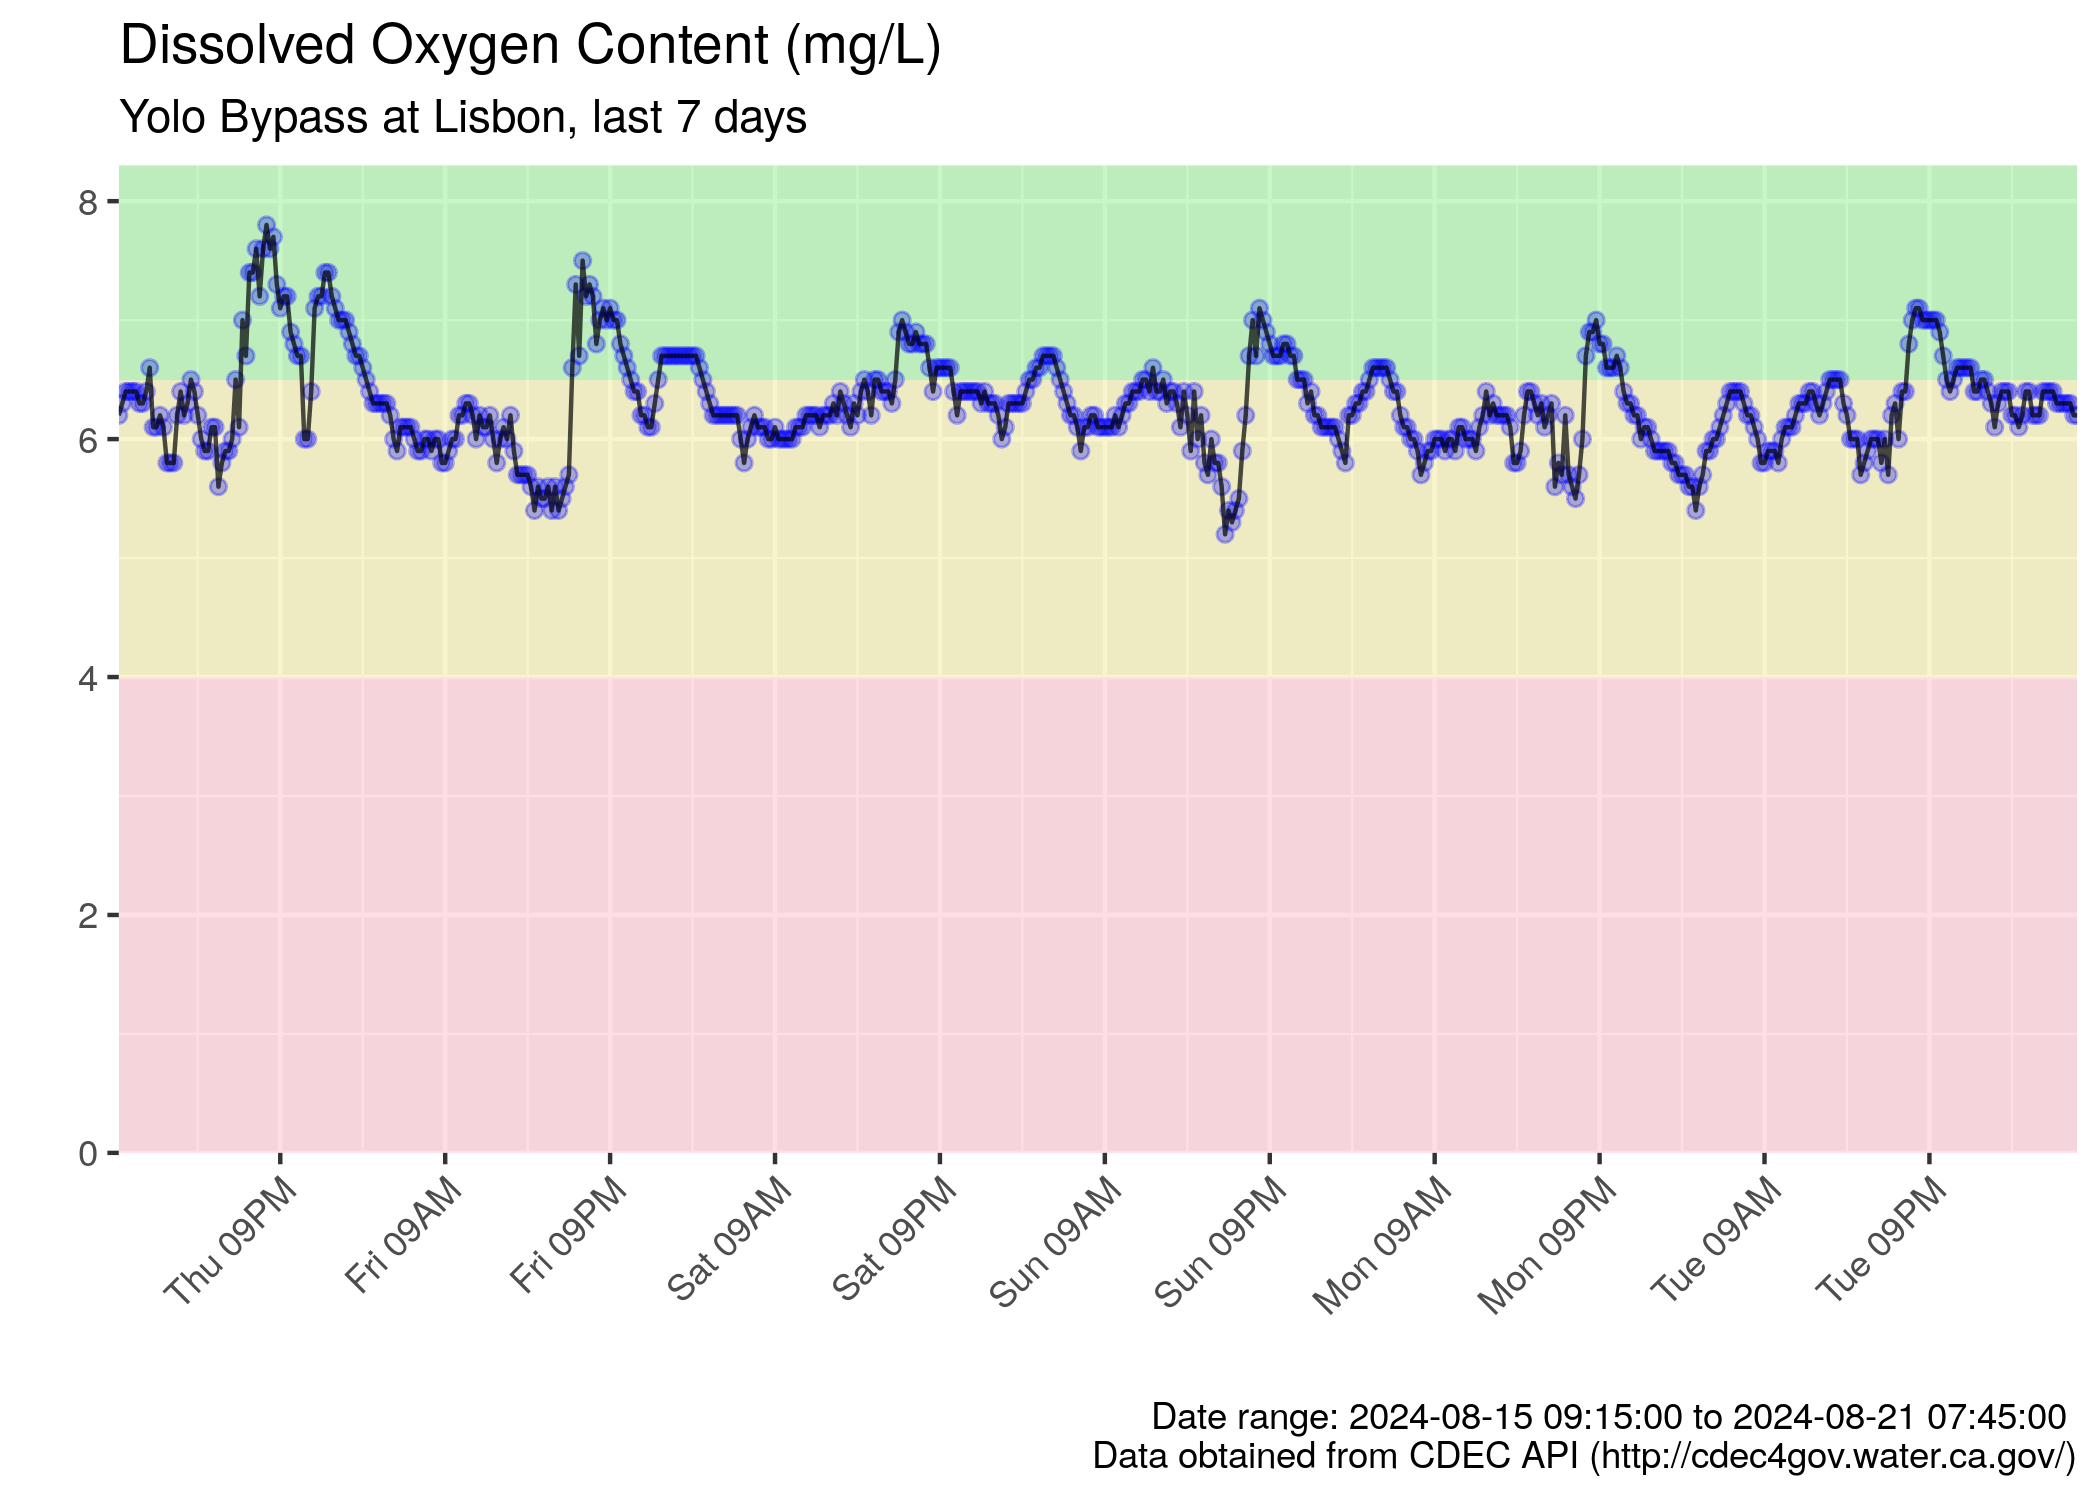 Dissolved Oxygen Content (mg/L)
Yolo Bypass at Lisbon, last 7 days
8
6
4
2
0
Thu 09PM
Fri 09AM
Fri 09PM
Sat 09AM
Sat 09PM
Sun 09AM
Sun 09PM
Mon 09AM
Mon 09PM
Tue 09AM
Tue 09PM
Date range: 2024-08-15 09:15:00 to 2024-08-21 07:45:00
Data obtained from CDEC API (http://cdec4gov.water.ca.gov/)